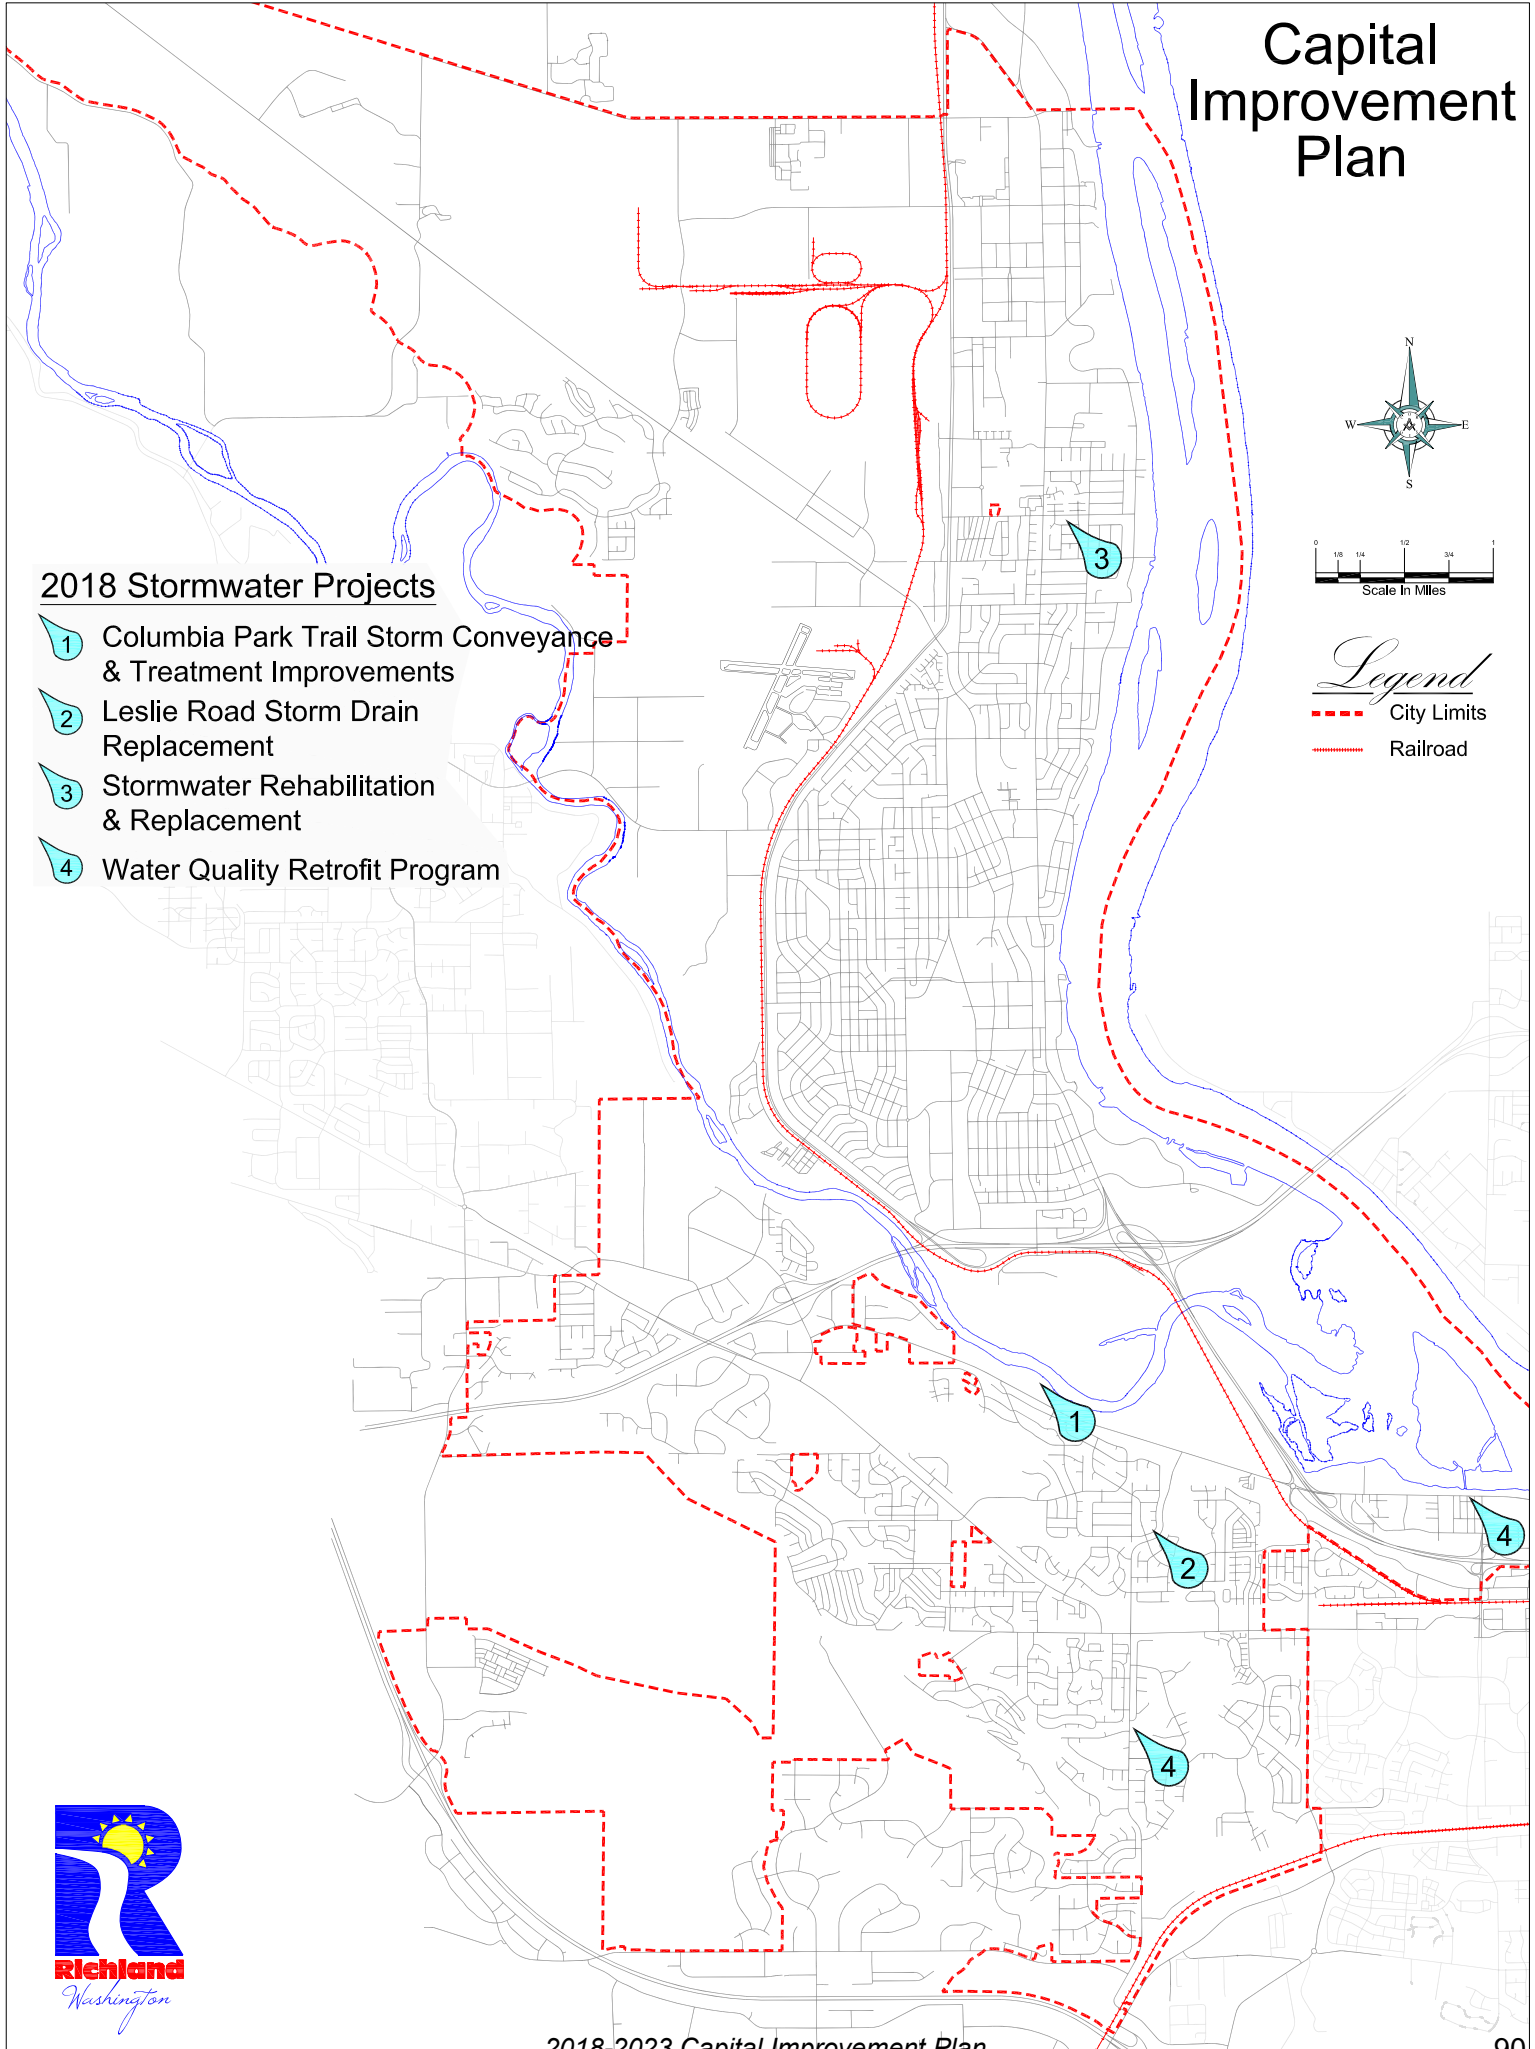 Capital
Improvement
Plan
N
W E
S
0 1/8 1/4 1/2 3/4 1
Scale In Miles
Legend
City Limits
Railroad
2018 Stormwater Projects
1 Columbia Park Trail Storm Conveyance
& Treatment Improvements
2 Leslie Road Storm Drain
Replacement
3 Stormwater Rehabilitation
& Replacement
4 Water Quality Retrofit Program
3
1
4
2
4
Richland
Washington
2018-2023 Capital Improvement Plan
90